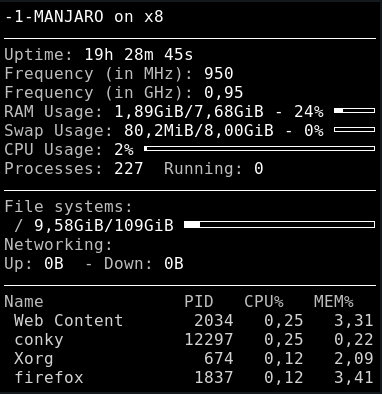 -1-MANJARO on x8
Uptime: 19h 28m 45s
Frequency (in MHz): 950
Frequency (in GHz): 0,95
RAM Usage: 1,89GiB/7,68GiB - 24%
Swap Usage: 80,2MiB/8,00GiB - 0%
CPU Usage: 2%
Processes: 227  Running: 0
File systems:
 / 9,58GiB/109GiB
Networking:
Up: 0B  - Down: 0B
Name PID CPU% MEM%
Web Content 2034 0,25 3,31
conky 12297 0,25 0,22
Xorg 674 0,12 2,09
firefox 1837 0,12 3,41